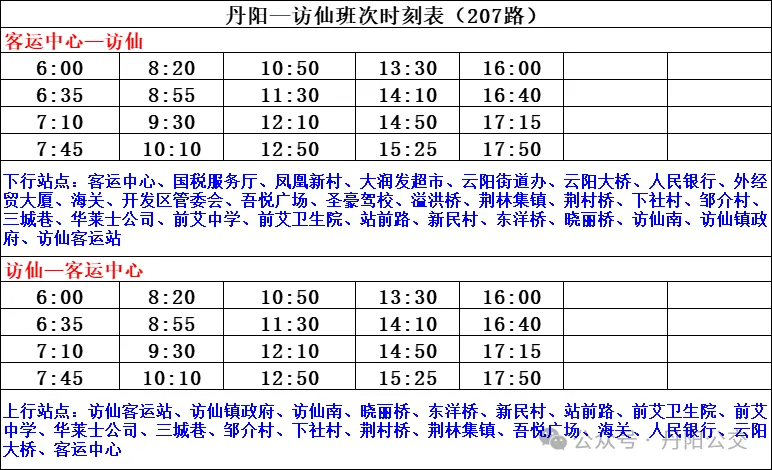 丹阳—访仙班次时刻表（207路）
客运中心—访仙
6:00 8:20 10:50 13:30 16:00
6:35 8:55 11:30 14:10 16:40
7:10 9:30 12:10 14:50 17:15
7:45 10:10 12:50 15:25 17:50
下行站点：客运中心、国税服务厅、凤凰新村、大润发超市、云阳街道办、云阳大桥、人民银行、外经
贸大厦、海关、开发区管委会、吾悦广场、圣豪驾校、溢洪桥、荆林集镇、荆村桥、下社村、邹介村、
三城巷、华莱士公司、前艾中学、前艾卫生院、站前路、新民村、东洋桥、晓丽桥、访仙南、访仙镇政
府、访仙客运站
访仙—客运中心
6:00 8:20 10:50 13:30 16:00
6:35 8:55 11:30 14:10 16:40
7:10 9:30 12:10 14:50 17:15
7:45 10:10 12:50 15:25 17:50
上行站点：访仙客运站、访仙镇政府、访仙南、晓丽桥、东洋桥、新民村、站前路、前艾卫生院、前艾
中学、华莱士公司、三城巷、邹介村、下社村、荆村桥、荆林集镇、吾悦广场、海关、人民银行、云阳
大桥、客运中心
公众号·丹阳公交